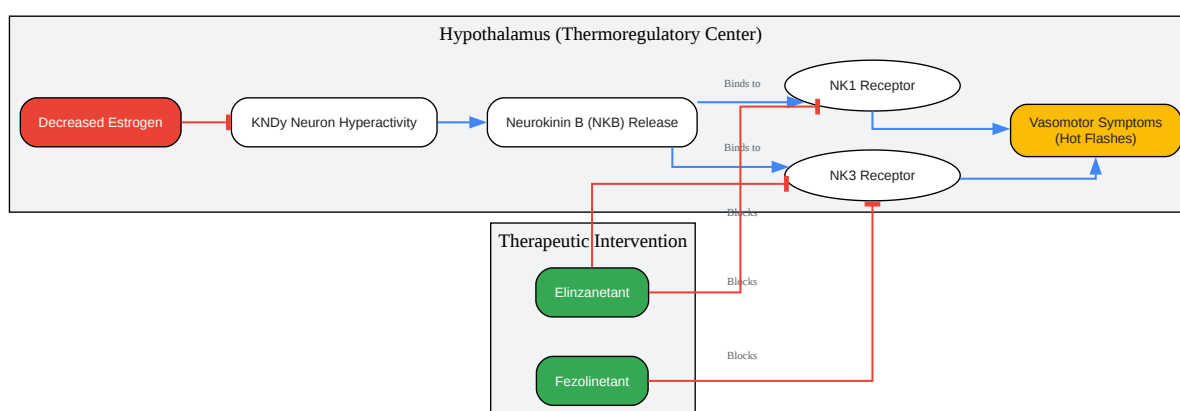 Hypothalamus (Thermoregulatory Center)
Decreased Estrogen
KNDy Neuron Hyperactivity
Neurokinin B (NKB) Release
Binds to
NK1 Receptor
Binds to
NK3 Receptor
Vasomotor Symptoms
(Hot Flashes)
Blocks
Therapeutic Intervention
Elinzanetant
Blocks
Fezolinetant
Blocks